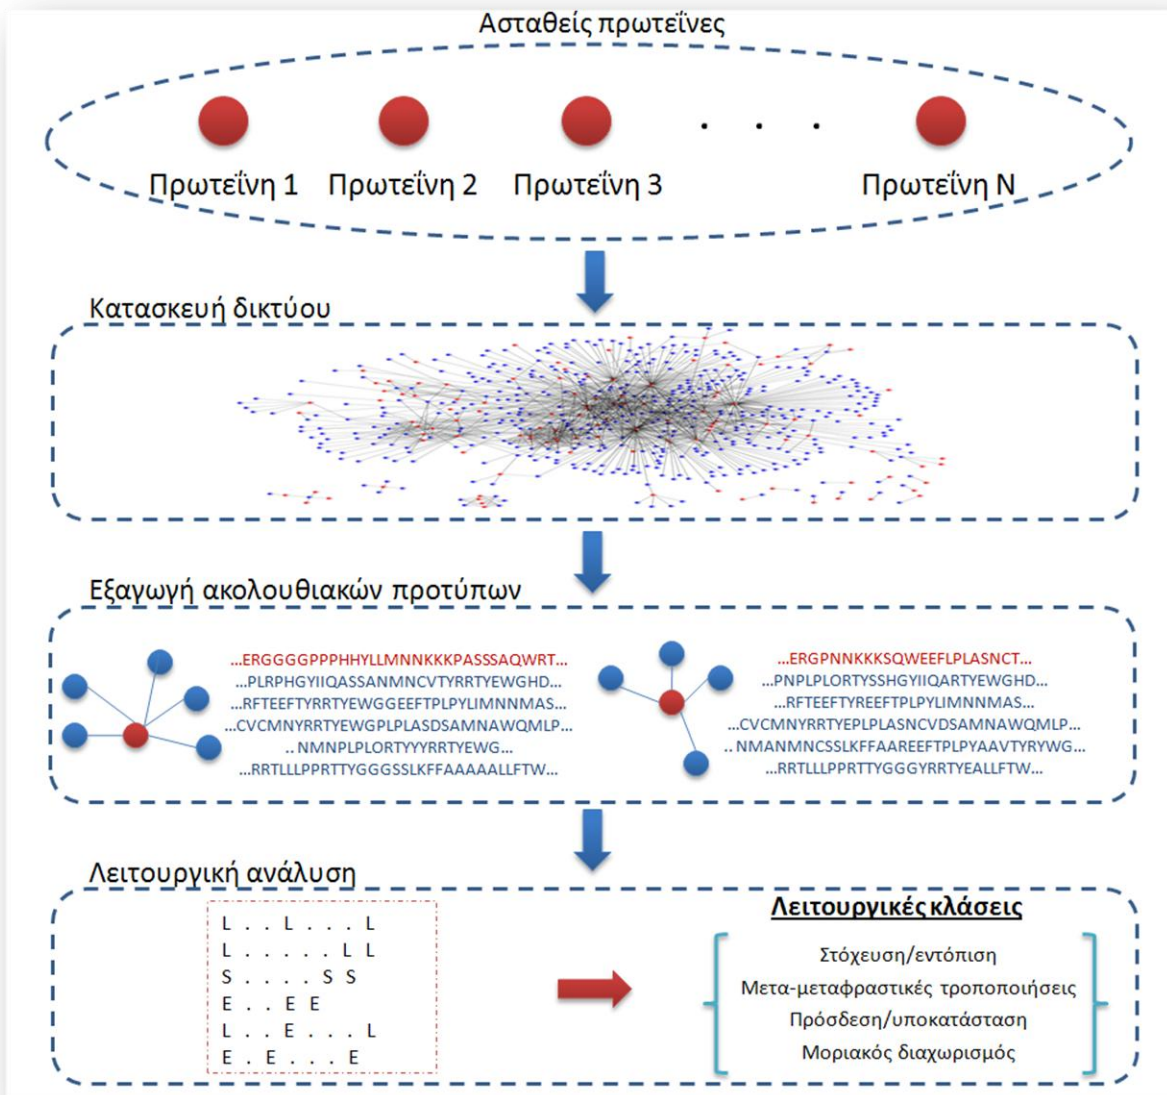 Ασταθείς πρωτεΐνες
. . .
Πρωτεΐνη 1 Πρωτεΐνη 2 Πρωτεΐνη 3 Πρωτεΐνη Ν
Κατασκευή δικτύου
Εξαγωγή ακολουθιακών προτύπων
...ERGGGGPPPHHYLLMNNKKKPASSSAQWRT...
...PLRPHGYIIQASSANMNCVTYRRTYEWGHD...
...RFTEEFTYRRTYEWGGEEFTPLPYLIMNNMAS...
...CVCMNYRRTYEWGPLPLASDSAMNAWQMLP...
..NMNPLPLORTYYYRRTYEWG...
...RRTLLLPPRTTYGGGSSLKFFAAAAALLFTW...
...ERGPNNKKKSQWEEFLPLASNCT...
...PNPLPLORTYSSHGYIIQARTYEWGHD...
...RFTEEFTYREEFTPLPYLIMNNMAS...
...CVCMNYRRTYEPLPLASNCVDSAMNAWQMLP...
..NMANMNCSSLKFFAAREEFTPLPYAAVTYRYWG...
...RRTLLLPPRTTYGGGYRRTYEALLFTW...
Λειτουργική ανάλυση
L . . L . . . L
L . . . . . L L
S . . . . S S
E . . E E
L . . E . . . L
E . E . . . E
Λειτουργικές κλάσεις
Στόχευση/εντόπιση
Μετα-μεταφραστικές τροποποιήσεις
Πρόσδεση/υποκατάσταση
Μοριακός διαχωρισμός